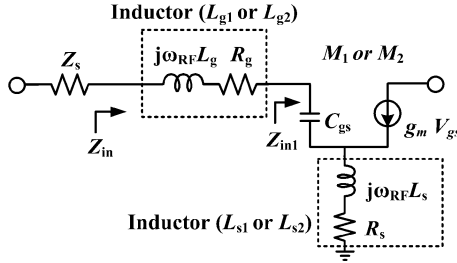 Inductor (Lg1 or Lg2)
Zs
jωRFLg
Rg
M1 or M2
Zin
Zin1
Cgs
gm Vgs
jωRFLs
Inductor (Ls1 or Ls2)
Rs